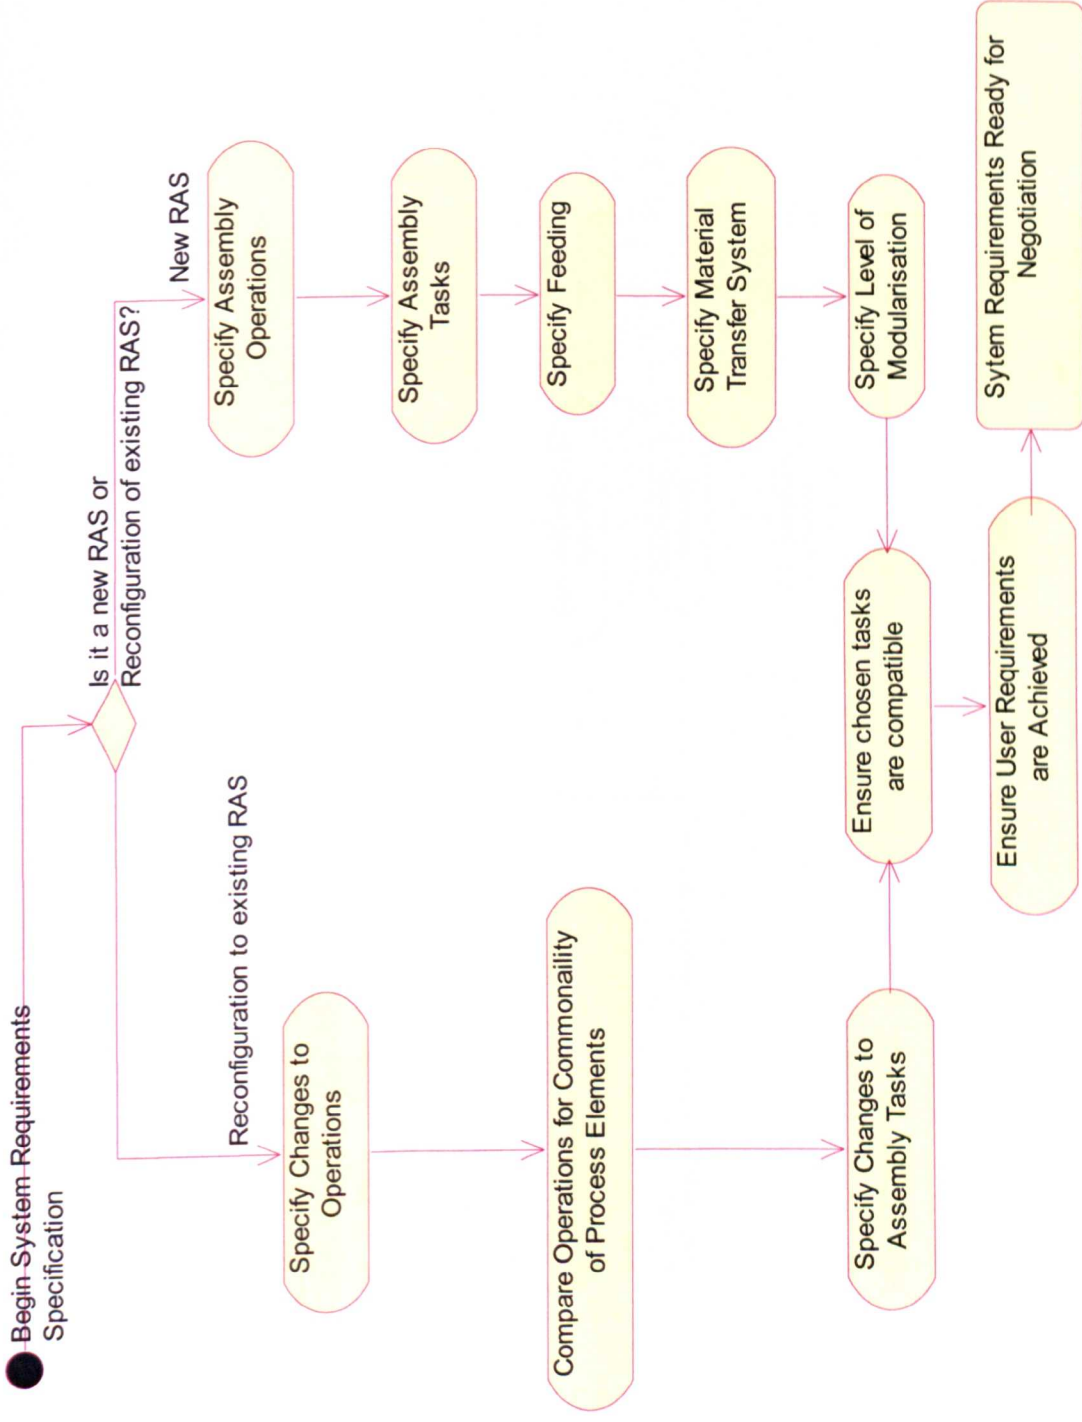 Begin System Requirements
Specification
Is it a new RAS or
Reconfiguration of existing RAS?
New RAS
Reconfiguration to existing RAS
Specify Assembly
Operations
Specify Assembly
Tasks
Specify Feeding
Specify Material
Transfer System
Specify Level of
Modularisation
Specify Changes to
Operations
Compare Operations for Commonaility
of Process Elements
Specify Changes to
Assembly Tasks
Ensure chosen tasks
are compatible
Ensure User Requirements
are Achieved
Sytem Requirements Ready for
Negotiation